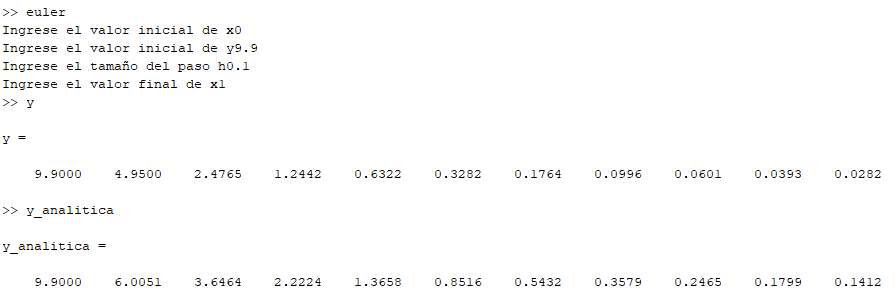 >> euler
Ingrese el valor inicial de x0
Ingrese el valor inicial de y9.9
Ingrese el tamaño del paso h0.1
Ingrese el valor final de x1
>> y
y =
9.9000 4.9500 2.4765 1.2442 0.6322 0.3282 0.1764 0.0996 0.0601 0.0393 0.0282
>> y_analitica
y_analitica =
9.9000 6.0051 3.6464 2.2224 1.3658 0.8516 0.5432 0.3579 0.2465 0.1799 0.1412